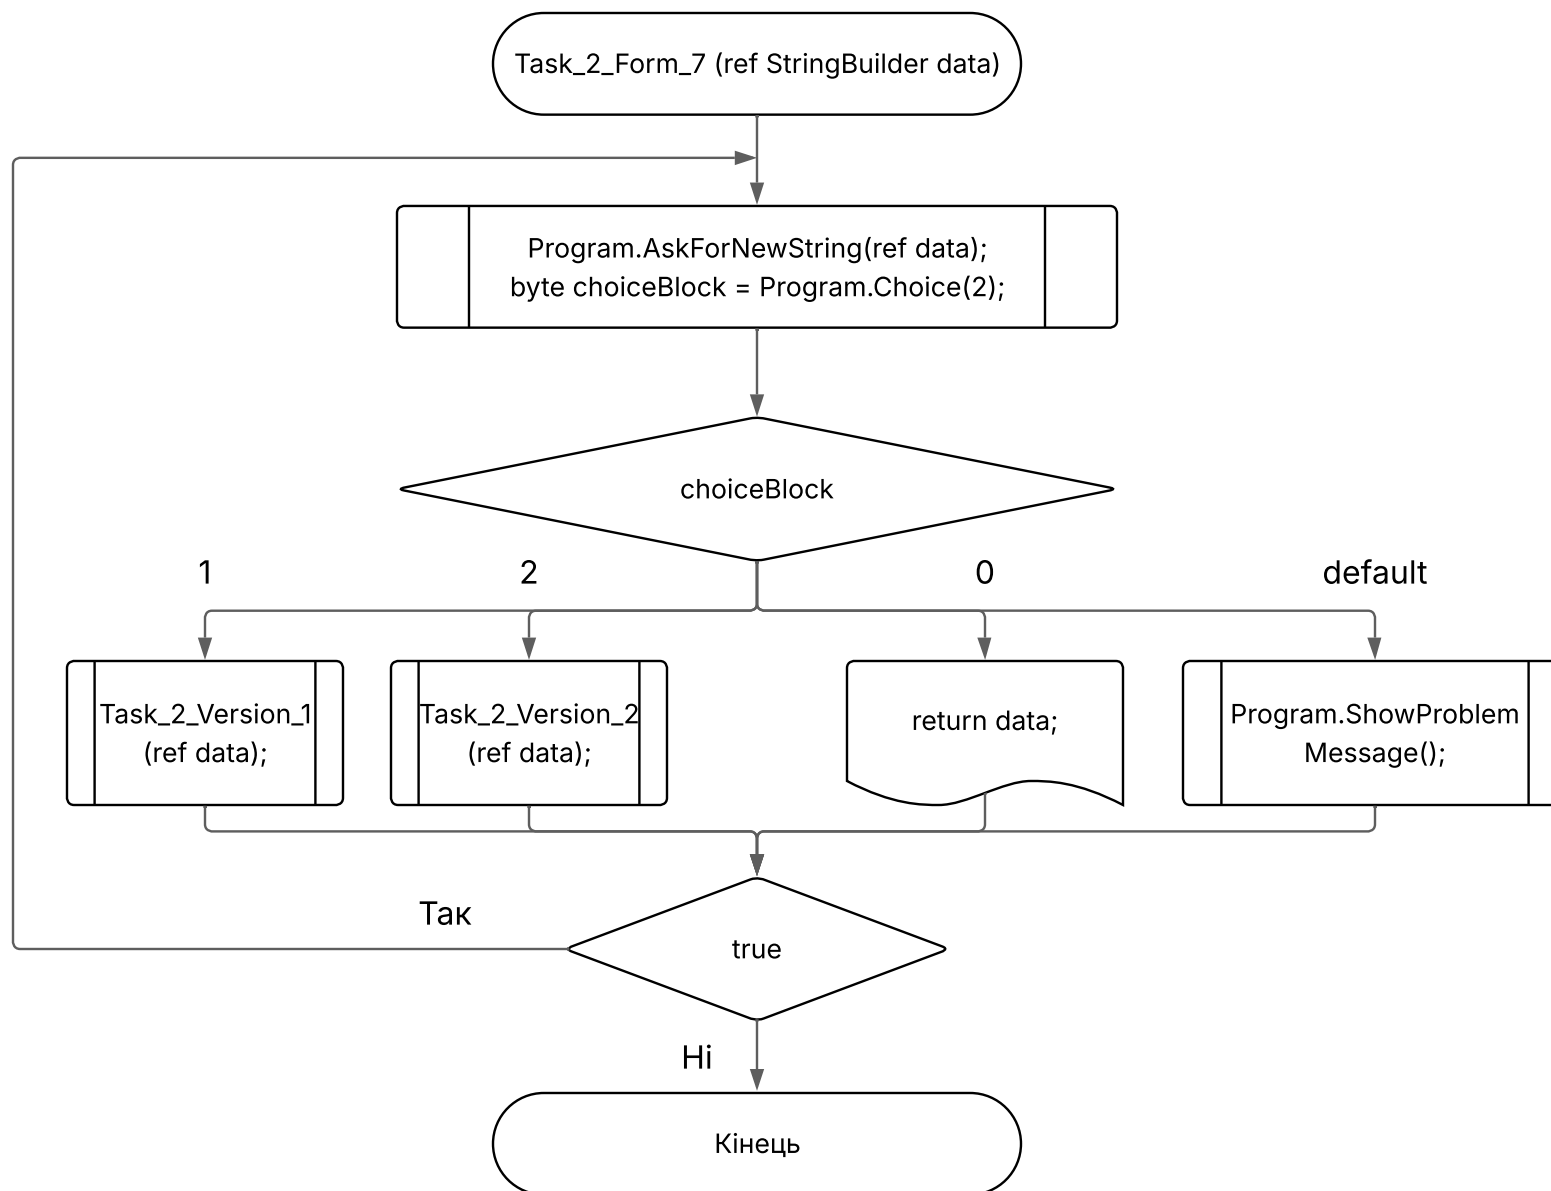 Task_2_Form_7 (ref StringBuilder data)
Program.AskForNewString(ref data);
byte choiceBlock = Program.Choice(2);
choiceBlock
1
2
0
default
Task_2_Version_1
(ref data);
Task_2_Version_2
(ref data);
return data;
Program.ShowProblem
Message();
Так
true
Ні
Кінець